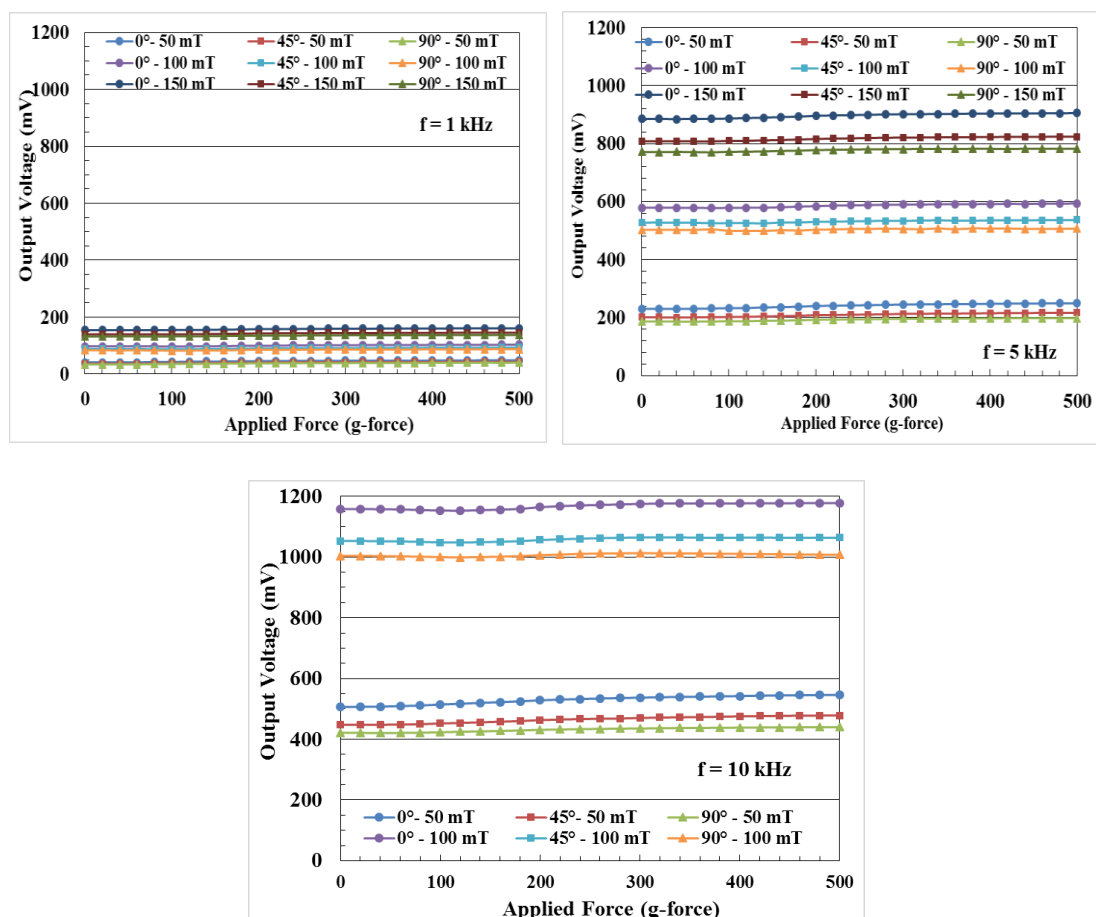 1200
0°- 50 mT 45°- 50 mT 90° - 50 mT
0° - 100 mT 45° - 100 mT 90° - 100 mT
0° - 150 mT 45° - 150 mT 90° - 150 mT
1000
f = 1 kHz
800
600
400
200
0
Output Voltage (mV)
0 100 200 300 400 500
Applied Force (g-force)
1200
0°- 50 mT 45°- 50 mT 90° - 50 mT
0° - 100 mT 45° - 100 mT 90° - 100 mT
0° - 150 mT 45° - 150 mT 90° - 150 mT
1000
800
600
400
200
f = 5 kHz
0
Output Voltage (mV)
0 100 200 300 400 500
Applied Force (g-force)
1200
1000
800
600
400
f = 10 kHz
200
0°- 50 mT 45°- 50 mT 90° - 50 mT
0° - 100 mT 45° - 100 mT 90° - 100 mT
0
Output Voltage (mV)
0 100 200 300 400 500
Applied Force (g-force)